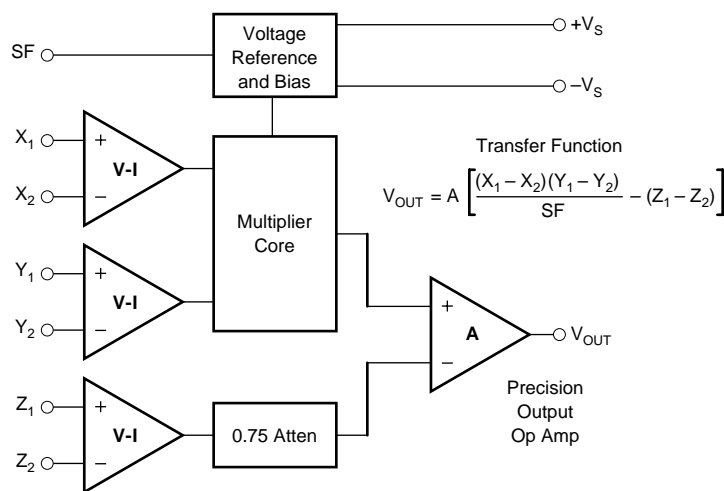 SF
Voltage
Reference
and Bias
+V_S
−V_S
X_1
+
V-I
X_2
−
Multiplier
Core
Transfer Function
V_OUT = A [ (X_1 − X_2)(Y_1 − Y_2) / SF − (Z_1 − Z_2) ]
Y_1
+
V-I
Y_2
−
+
A
−
V_OUT
Precision
Output
Op Amp
Z_1
+
V-I
Z_2
−
0.75 Atten